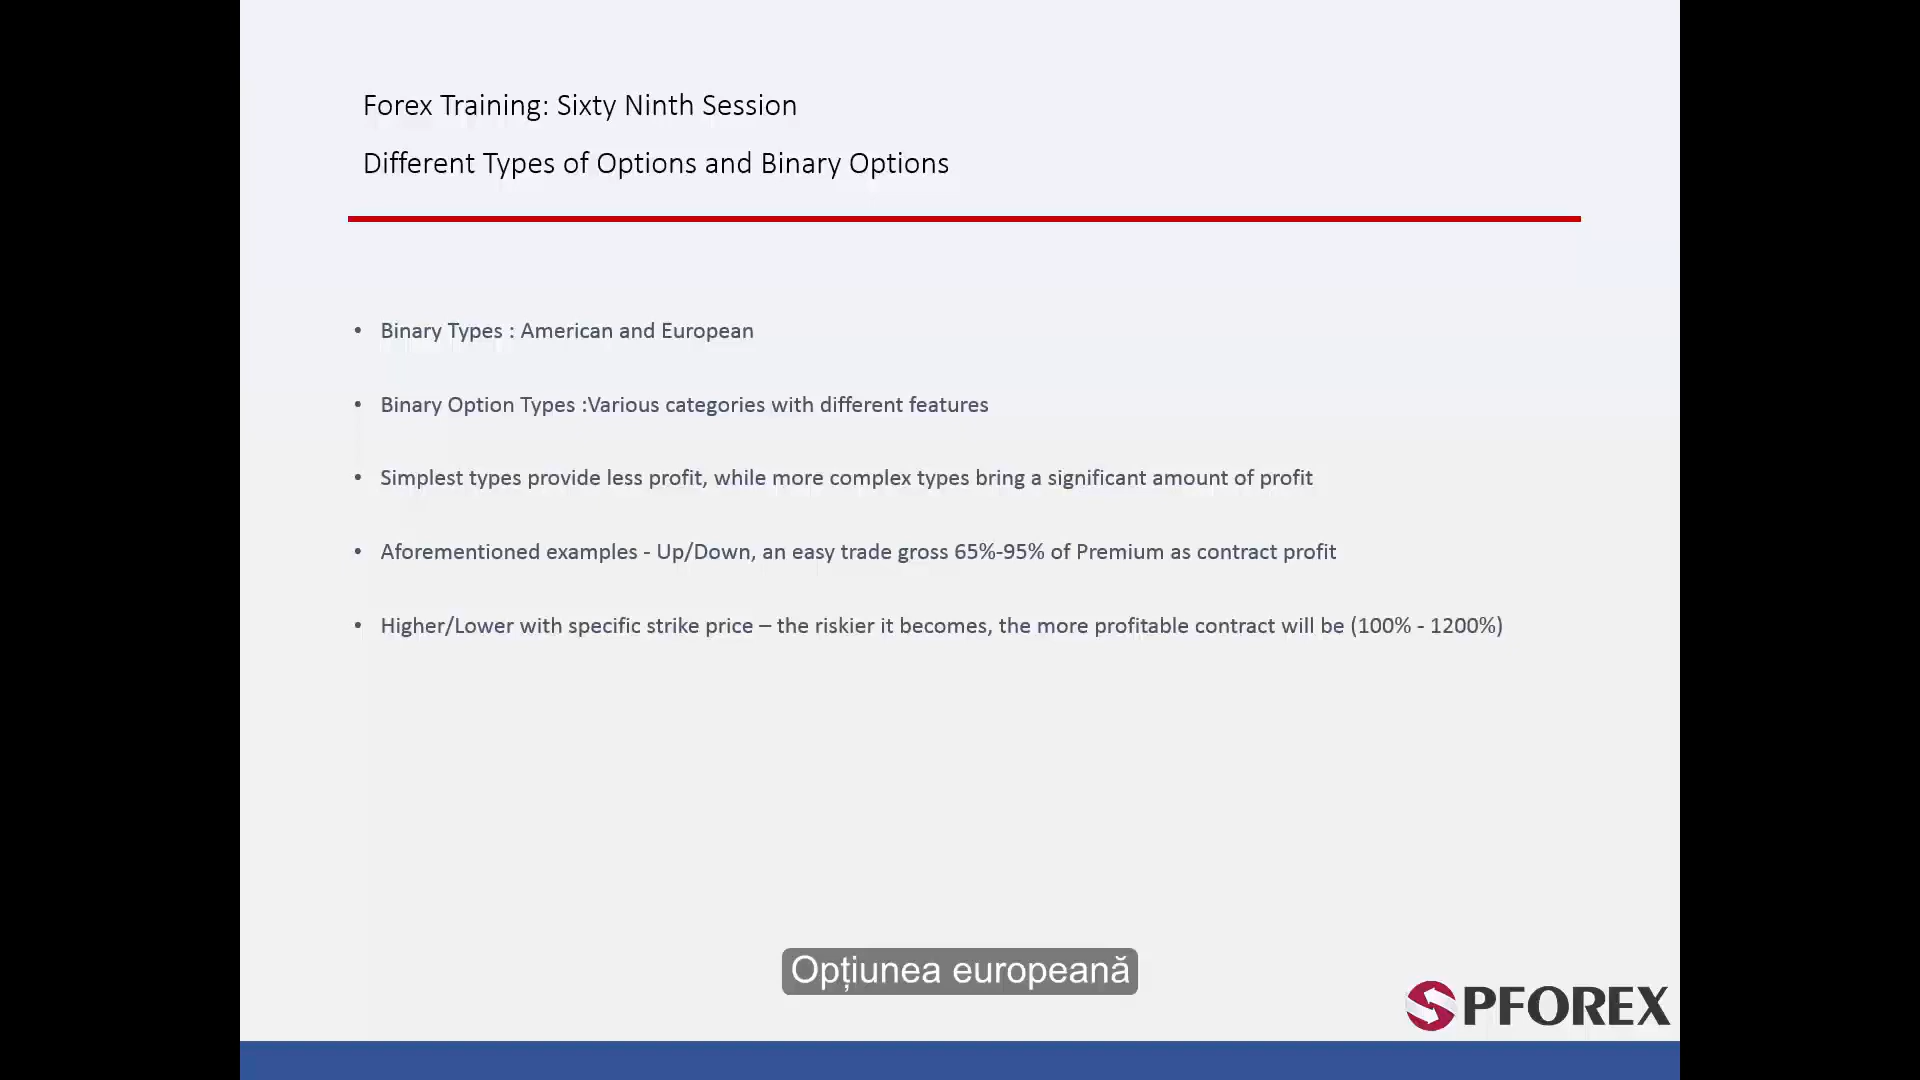 Forex Training: Sixty Ninth Session
Different Types of Options and Binary Options
• Binary Types : American and European
• Binary Option Types :Various categories with different features
• Simplest types provide less profit, while more complex types bring a significant amount of profit
• Aforementioned examples - Up/Down, an easy trade gross 65%-95% of Premium as contract profit
• Higher/Lower with specific strike price – the riskier it becomes, the more profitable contract will be (100% - 1200%)
Opțiunea europeană
PFOREX